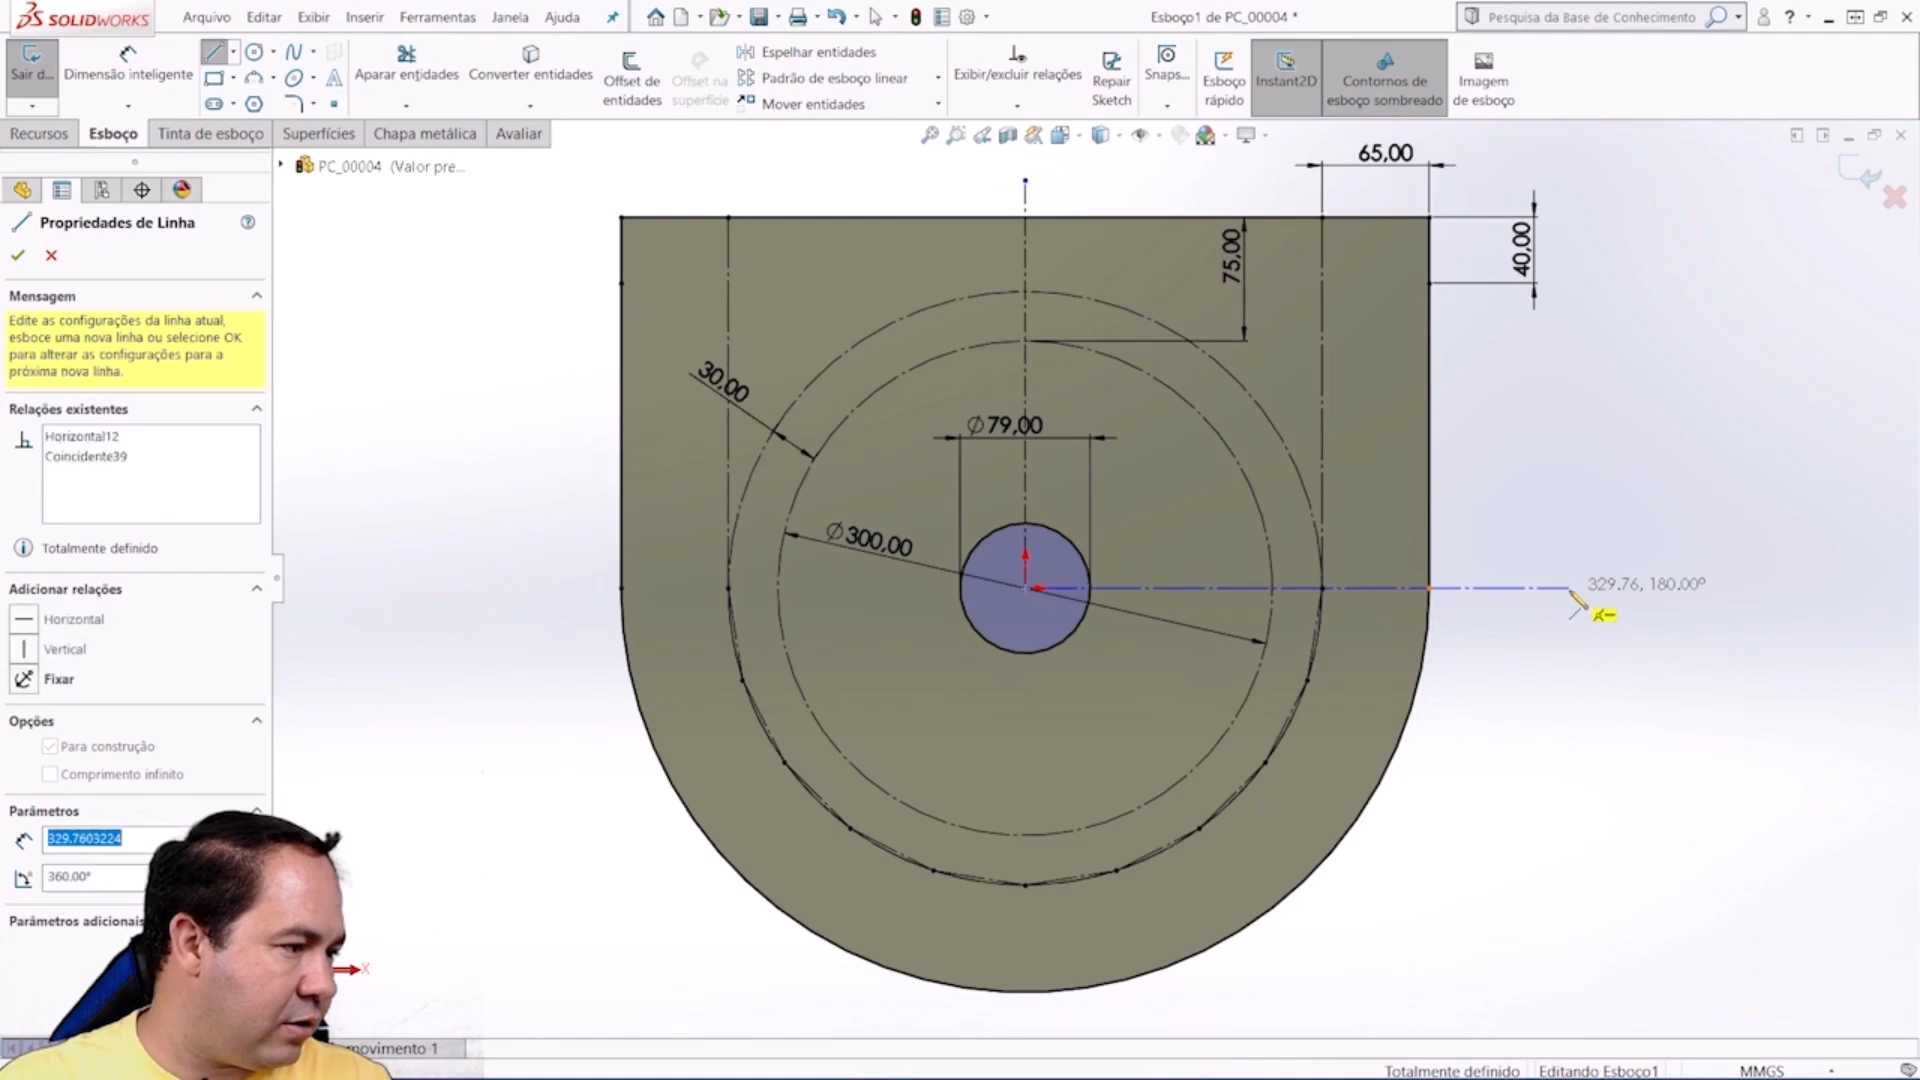 SOLIDWORKS
Arquivo Editar Exibir Inserir Ferramentas Janela Ajuda
Esboço1 de PC_00004 *
Pesquisa da Base de Conhecimento
?
Sair d...
Dimensão inteligente
Aparar entidades
Converter entidades
Offset de entidades
Offset na superfície
Espelhar entidades
Padrão de esboço linear
Mover entidades
Exibir/excluir relações
Repair Sketch
Snaps...
Esboço rápido
Instant2D
Contornos de esboço sombreado
Imagem de esboço
Recursos Esboço Tinta de esboço Superfícies Chapa metálica Avaliar
PC_00004 (Valor pre...
Propriedades de Linha
Mensagem
Edite as configurações da linha atual,
esboce uma nova linha ou selecione OK
para alterar as configurações para a
próxima nova linha.
Relações existentes
Horizontal12
Coincidente39
Totalmente definido
Adicionar relações
Horizontal
Vertical
Fixar
Opções
Para construção
Comprimento infinito
Parâmetros
329.7603224
360.00°
Parâmetros adicionais
65,00
40,00
75,00
30,00
∅79,00
∅300,00
329.76, 180.00°
X
movimento 1
Totalmente definido Editando Esboço1 MMGS